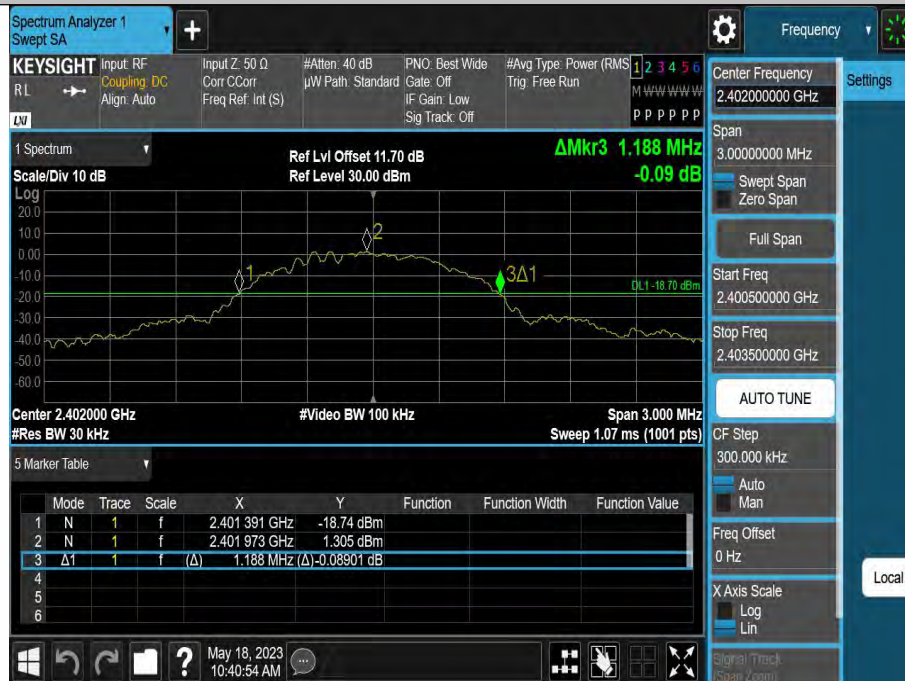 Spectrum Analyzer 1
Swept SA
+
Frequency
KEYSIGHT
RL
LXI
Input: RF
Coupling: DC
Align: Auto
Input Z: 50 Ω
Corr CCorr
Freq Ref: Int (S)
#Atten: 40 dB
µW Path: Standard
PNO: Best Wide
Gate: Off
IF Gain: Low
Sig Track: Off
#Avg Type: Power (RMS
Trig: Free Run
1 2 3 4 5 6
M W W W W W
P P P P P P
1 Spectrum
Scale/Div 10 dB
Ref Lvl Offset 11.70 dB
Ref Level 30.00 dBm
ΔMkr3 1.188 MHz
-0.09 dB
Log
20.0
10.0
0.00
-10.0
-20.0
-30.0
-40.0
-50.0
-60.0
1
2
3Δ1
DL1 -18.70 dBm
Center 2.402000 GHz
#Res BW 30 kHz
#Video BW 100 kHz
Span 3.000 MHz
Sweep 1.07 ms (1001 pts)
5 Marker Table
Mode Trace Scale X Y Function Function Width Function Value
1 N 1 f 2.401 391 GHz -18.74 dBm
2 N 1 f 2.401 973 GHz 1.305 dBm
3 Δ1 1 f (Δ) 1.188 MHz (Δ) -0.08901 dB
4
5
6
?
May 18, 2023
10:40:54 AM
Center Frequency
2.402000000 GHz
Settings
Span
3.00000000 MHz
Swept Span
Zero Span
Full Span
Start Freq
2.400500000 GHz
Stop Freq
2.403500000 GHz
AUTO TUNE
CF Step
300.000 kHz
Auto
Man
Freq Offset
0 Hz
Local
X Axis Scale
Log
Lin
Signal Track
(Span Zoom)